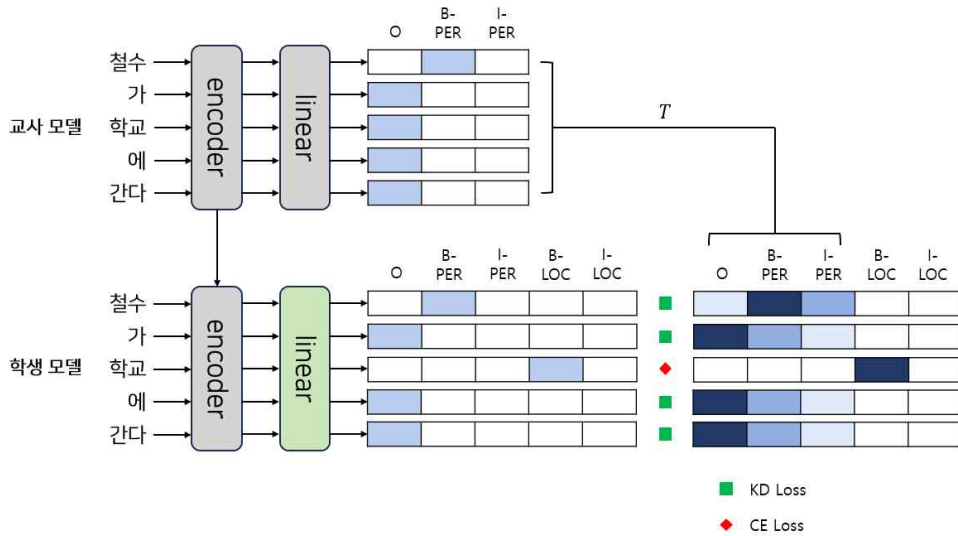 O B-PER I-PER
철수
가
교사 모델 학교
에
간다
encoder
linear
T
O B-PER I-PER B-LOC I-LOC
O B-PER I-PER B-LOC I-LOC
철수
가
학생 모델 학교
에
간다
encoder
linear
KD Loss
CE Loss